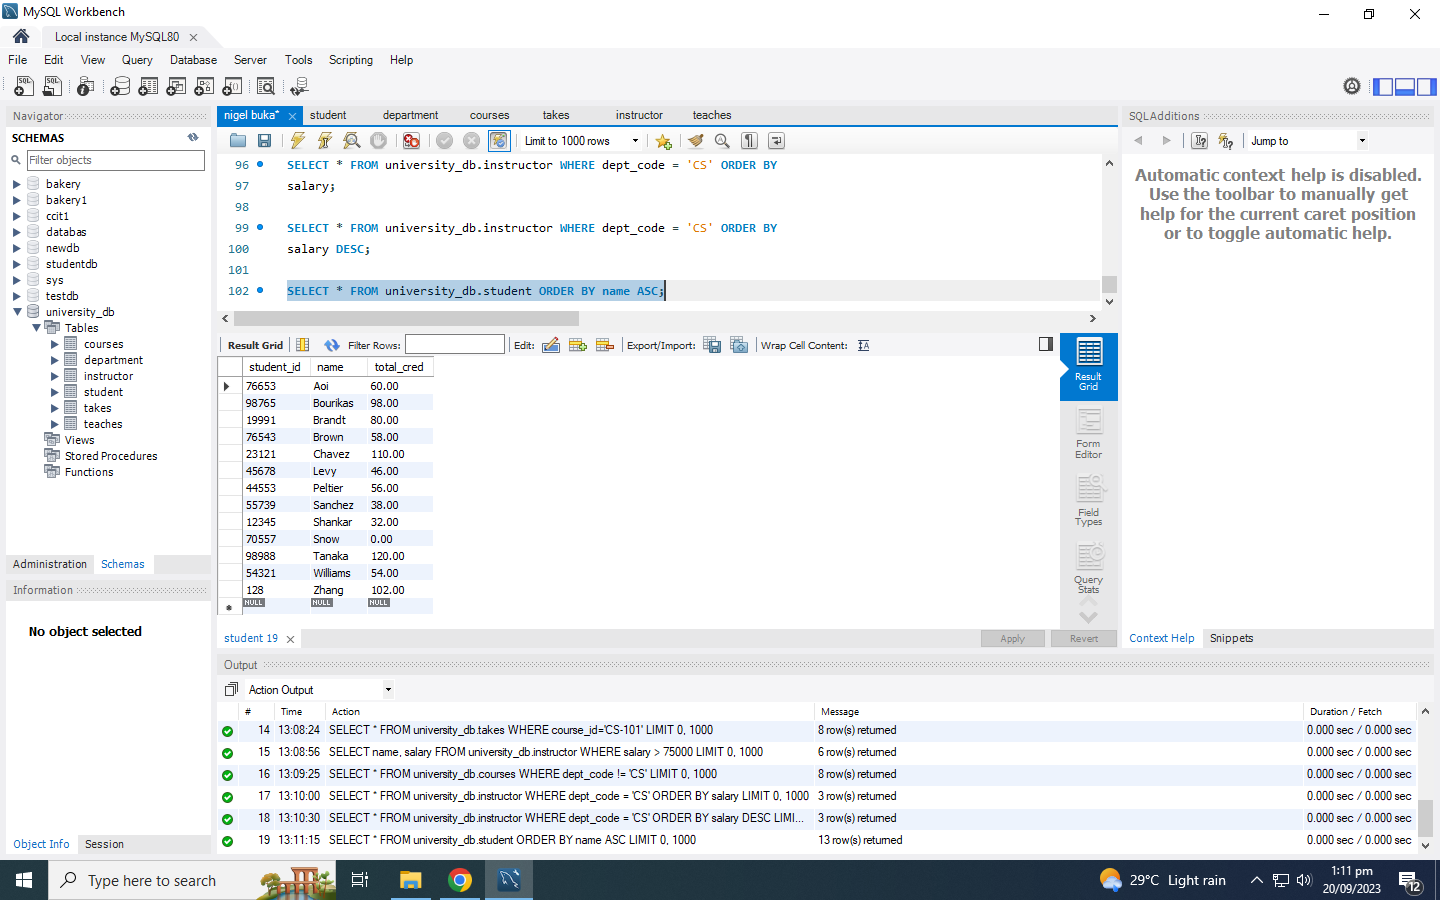 MySQL Workbench
Local instance MySQL80
File Edit View Query Database Server Tools Scripting Help
Navigator
SCHEMAS
Filter objects
bakery
bakery1
ccit1
databas
newdb
studentdb
sys
testdb
university_db
Tables
courses
department
instructor
student
takes
teaches
Views
Stored Procedures
Functions
Administration Schemas
Information
No object selected
Object Info Session
nigel buka* student department courses takes instructor teaches
Limit to 1000 rows
96 SELECT * FROM university_db.instructor WHERE dept_code = 'CS' ORDER BY
97 salary;
98
99 SELECT * FROM university_db.instructor WHERE dept_code = 'CS' ORDER BY
100 salary DESC;
101
102 SELECT * FROM university_db.student ORDER BY name ASC;
Result Grid Filter Rows: Edit: Export/Import: Wrap Cell Content:
student_id name total_cred
76653 Aoi 60.00
98765 Bourikas 98.00
19991 Brandt 80.00
76543 Brown 58.00
23121 Chavez 110.00
45678 Levy 46.00
44553 Peltier 56.00
55739 Sanchez 38.00
12345 Shankar 32.00
70557 Snow 0.00
98988 Tanaka 120.00
54321 Williams 54.00
128 Zhang 102.00
NULL NULL NULL
Result
Grid
Form
Editor
Field
Types
Query
Stats
student 19 Apply Revert
SQLAdditions
Jump to
Automatic context help is disabled.
Use the toolbar to manually get
help for the current caret position
or to toggle automatic help.
Context Help Snippets
Output
Action Output
# Time Action Message Duration / Fetch
14 13:08:24 SELECT * FROM university_db.takes WHERE course_id='CS-101' LIMIT 0, 1000 8 row(s) returned 0.000 sec / 0.000 sec
15 13:08:56 SELECT name, salary FROM university_db.instructor WHERE salary > 75000 LIMIT 0, 1000 6 row(s) returned 0.000 sec / 0.000 sec
16 13:09:25 SELECT * FROM university_db.courses WHERE dept_code != 'CS' LIMIT 0, 1000 8 row(s) returned 0.000 sec / 0.000 sec
17 13:10:00 SELECT * FROM university_db.instructor WHERE dept_code = 'CS' ORDER BY salary LIMIT 0, 1000 3 row(s) returned 0.000 sec / 0.000 sec
18 13:10:30 SELECT * FROM university_db.instructor WHERE dept_code = 'CS' ORDER BY salary DESC LIMI... 3 row(s) returned 0.000 sec / 0.000 sec
19 13:11:15 SELECT * FROM university_db.student ORDER BY name ASC LIMIT 0, 1000 13 row(s) returned 0.000 sec / 0.000 sec
Type here to search
29°C Light rain
1:11 pm
20/09/2023
12